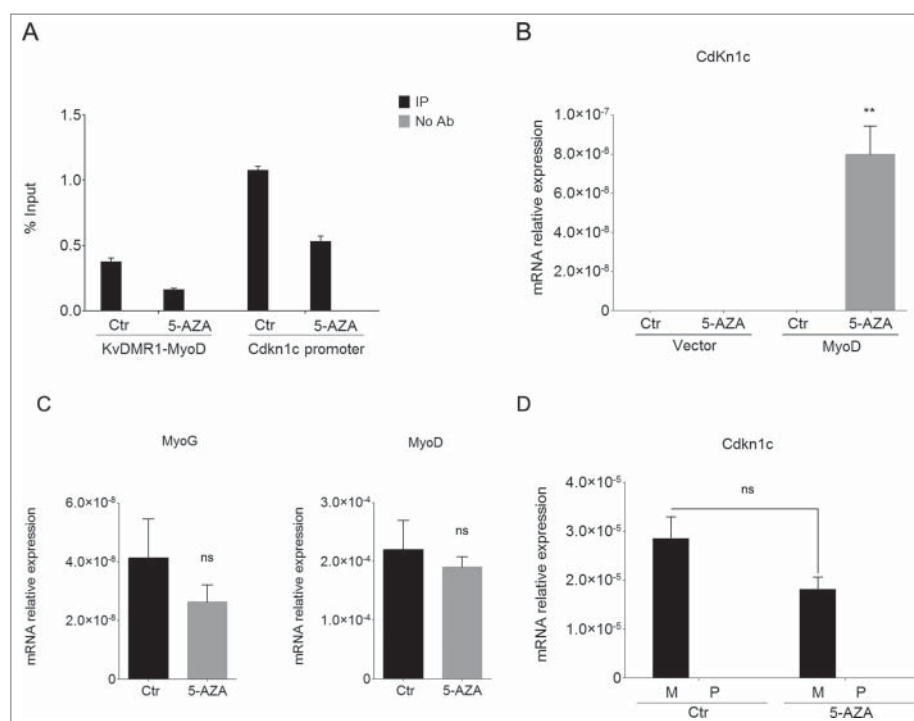 A
IP
No Ab
1.5
1.0
0.5
0.0
% Input
Ctr
5-AZA
Ctr
5-AZA
KvDMR1-MyoD
Cdkn1c promoter
B
CdKn1c
1.0×10⁻⁷
8.0×10⁻⁸
6.0×10⁻⁸
4.0×10⁻⁸
2.0×10⁻⁸
0
mRNA relative expression
**
Ctr
5-AZA
Ctr
5-AZA
Vector
MyoD
C
MyoG
6.0×10⁻⁸
4.0×10⁻⁸
2.0×10⁻⁸
0
mRNA relative expression
ns
Ctr
5-AZA
MyoD
3.0×10⁻⁴
2.0×10⁻⁴
1.0×10⁻⁴
0
mRNA relative expression
ns
Ctr
5-AZA
D
Cdkn1c
4.0×10⁻⁵
3.0×10⁻⁵
2.0×10⁻⁵
1.0×10⁻⁵
0
mRNA relative expression
ns
M P
M P
Ctr
5-AZA